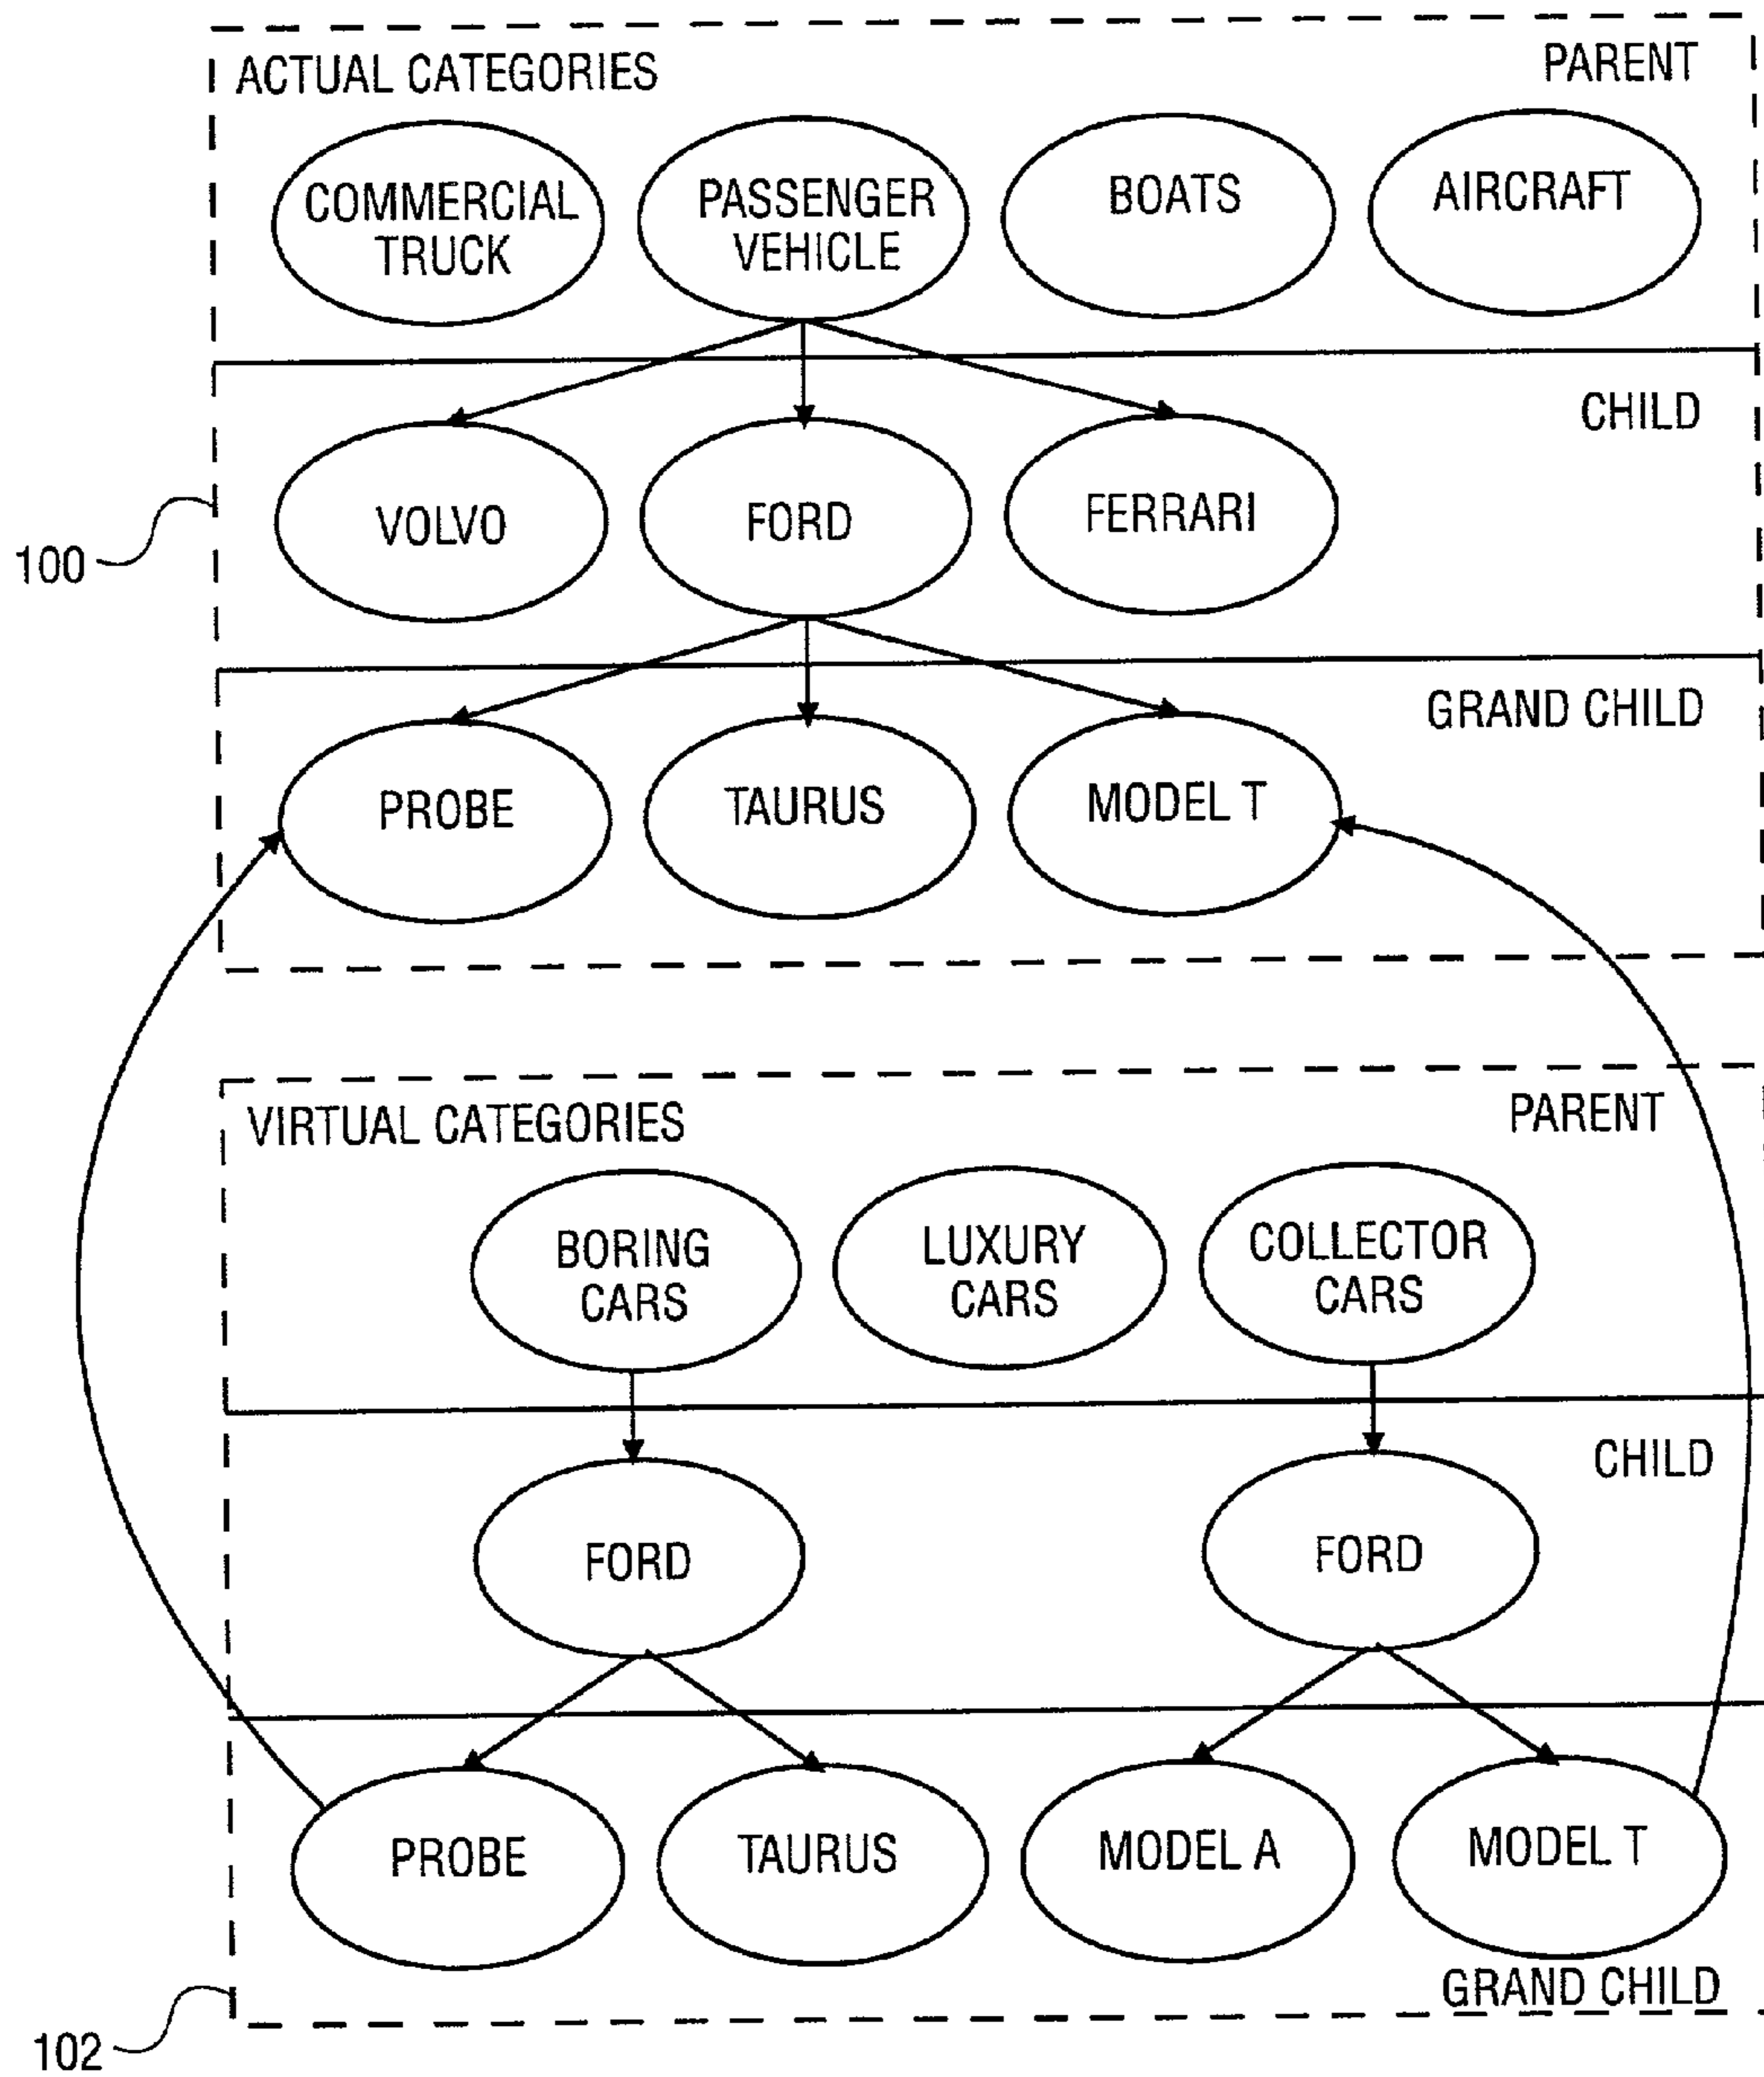 ACTUAL CATEGORIES
PARENT
COMMERCIAL
TRUCK
PASSENGER
VEHICLE
BOATS
AIRCRAFT
CHILD
VOLVO
FORD
FERRARI
100
GRAND CHILD
PROBE
TAURUS
MODEL T
VIRTUAL CATEGORIES
PARENT
BORING
CARS
LUXURY
CARS
COLLECTOR
CARS
CHILD
FORD
FORD
PROBE
TAURUS
MODEL A
MODEL T
GRAND CHILD
102